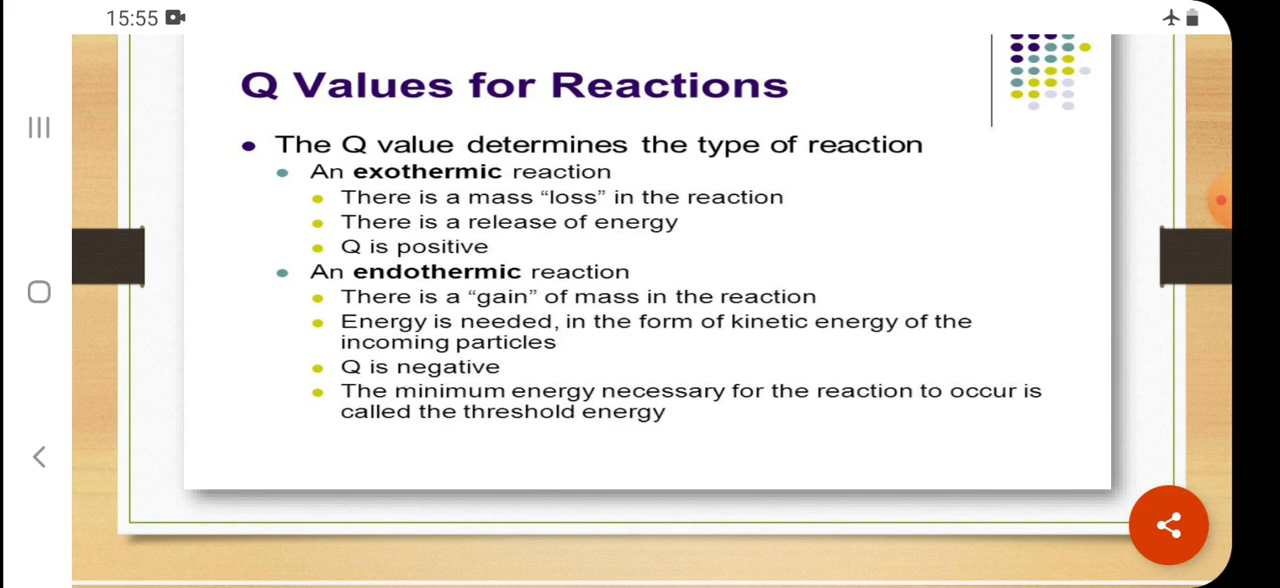 15:55
Q Values for Reactions
The Q value determines the type of reaction
An exothermic reaction
There is a mass “loss” in the reaction
There is a release of energy
Q is positive
An endothermic reaction
There is a “gain” of mass in the reaction
Energy is needed, in the form of kinetic energy of the
incoming particles
Q is negative
The minimum energy necessary for the reaction to occur is
called the threshold energy